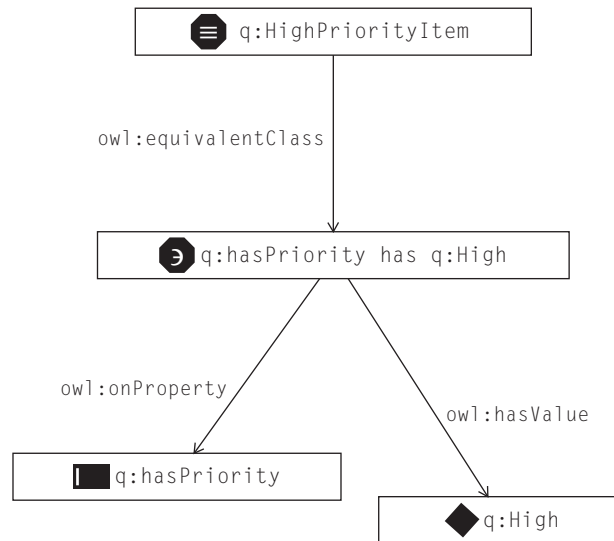 q:HighPriorityItem
owl:equivalentClass
q:hasPriority has q:High
owl:onProperty
owl:hasValue
q:hasPriority
q:High